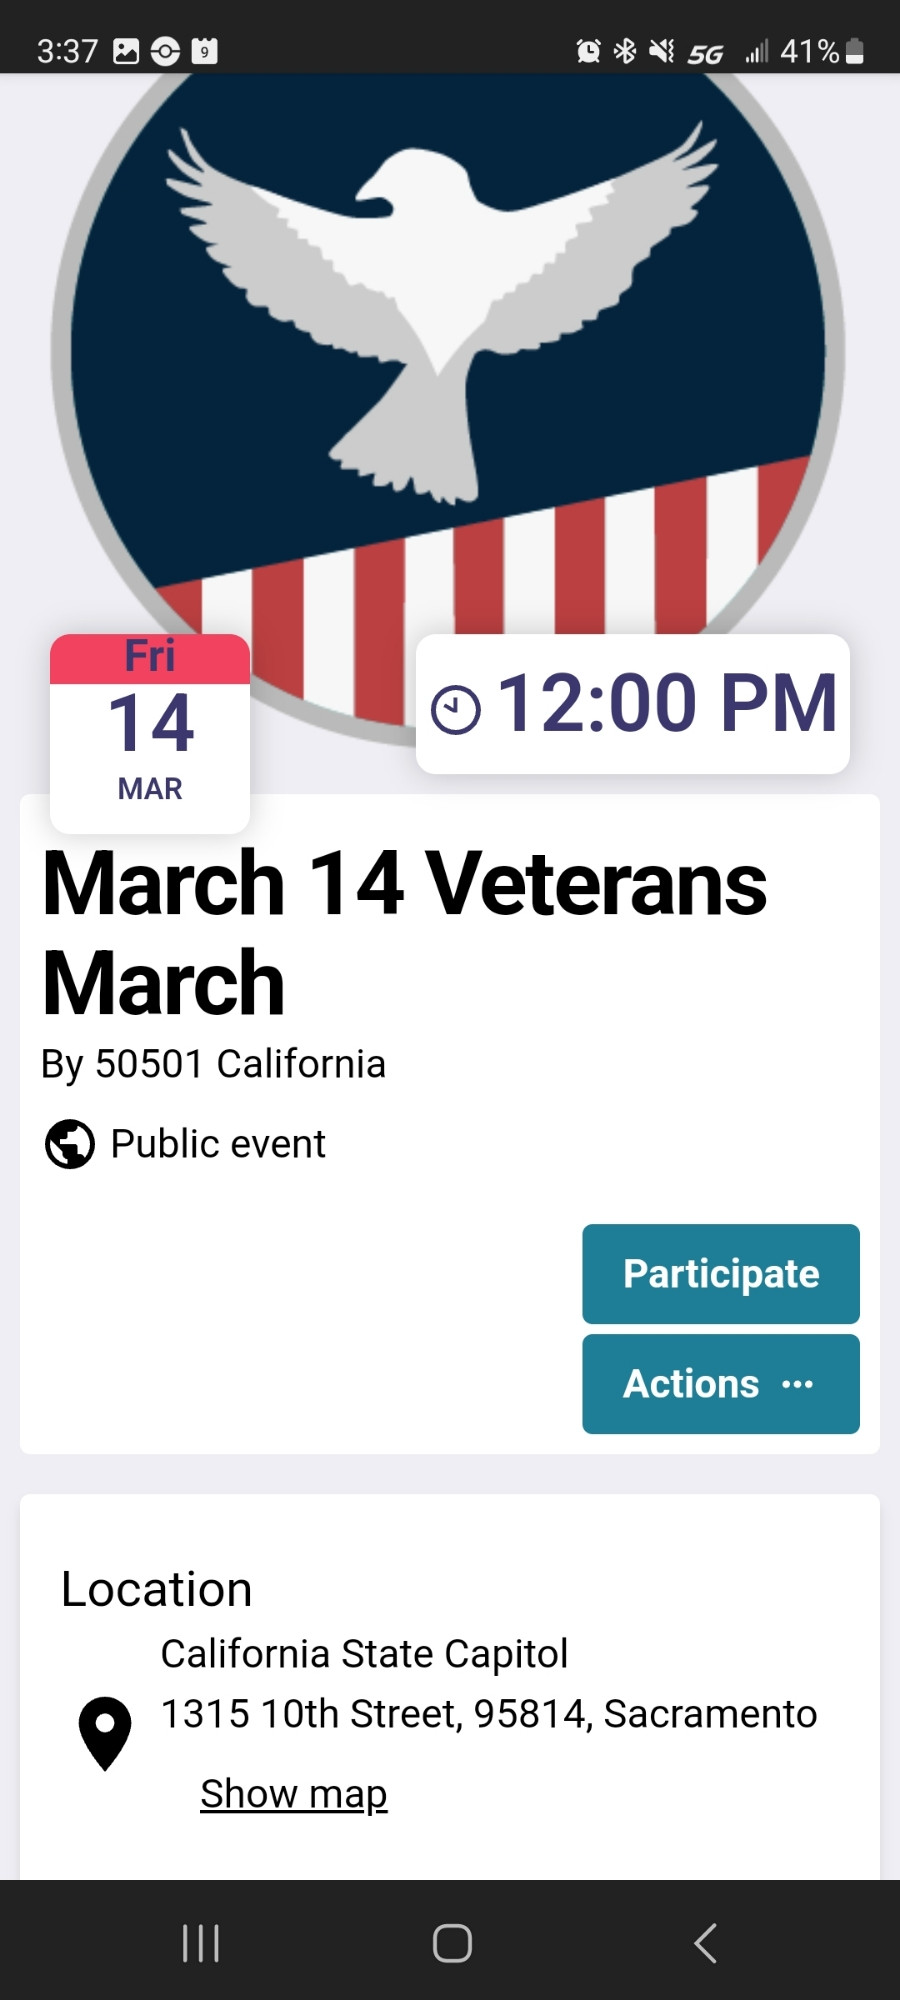 3:37
9
5G
41%
Fri
14
MAR
12:00 PM
March 14 Veterans
March
By 50501 California
Public event
Participate
Actions ...
Location
California State Capitol
1315 10th Street, 95814, Sacramento
Show map